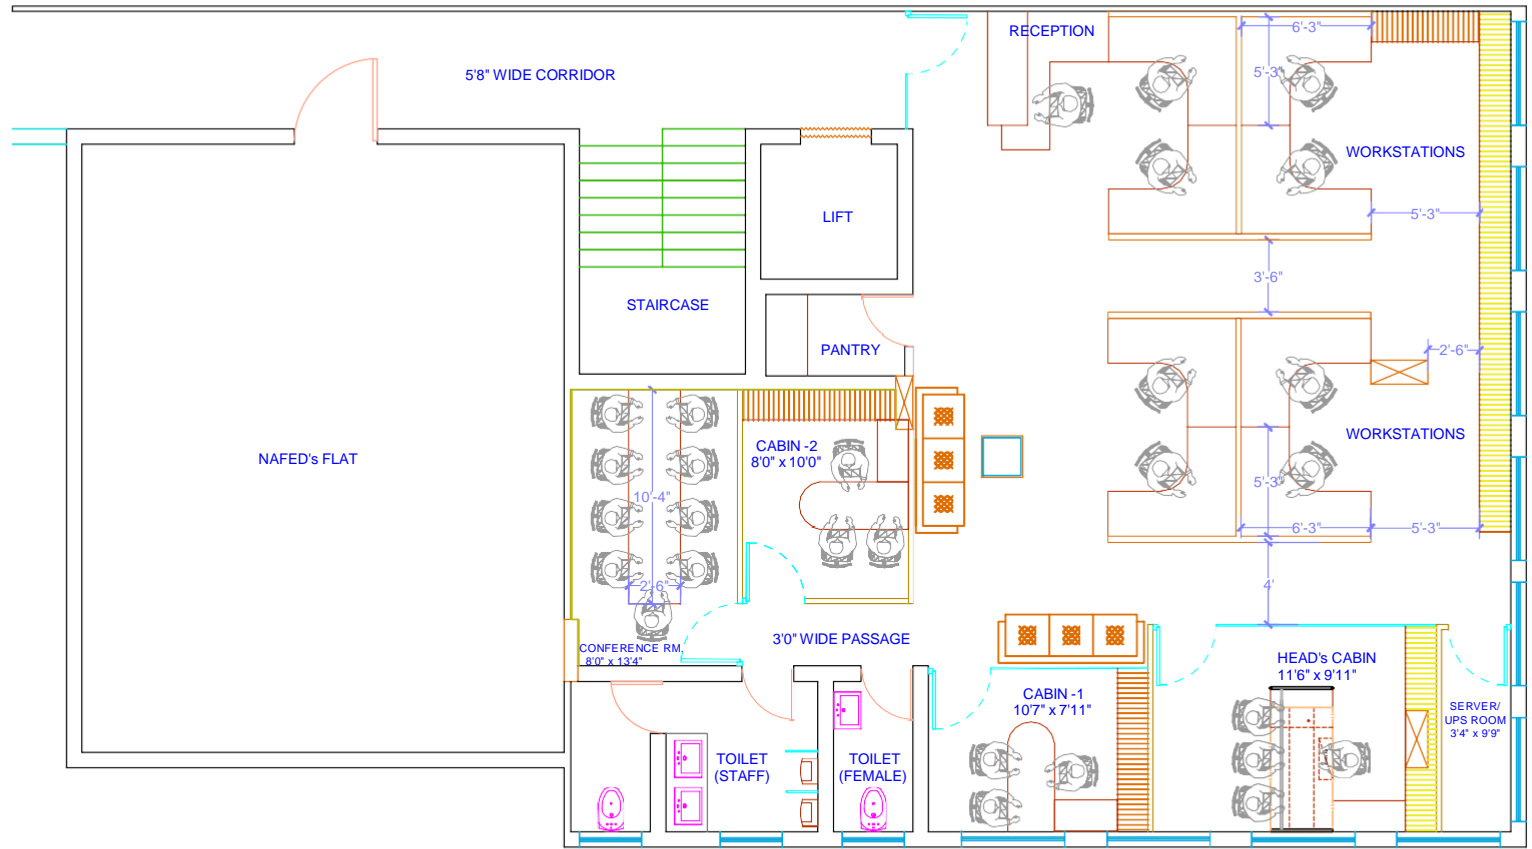 RECEPTION
6'-3"
5'8" WIDE CORRIDOR
5'-3"
WORKSTATIONS
LIFT
5'-3"
3'-6"
STAIRCASE
PANTRY
2'-6"
CABIN -2
8'0" x 10'0"
WORKSTATIONS
NAFED's FLAT
10'-4"
5'-3"
6'-3"
5'-3"
2'-6"
4'
3'0" WIDE PASSAGE
CONFERENCE RM.
8'0" x 13'4"
HEAD's CABIN
11'6" x 9'11"
CABIN -1
10'7" x 7'11"
SERVER/
UPS ROOM
3'4" x 9'9"
TOILET
(STAFF)
TOILET
(FEMALE)